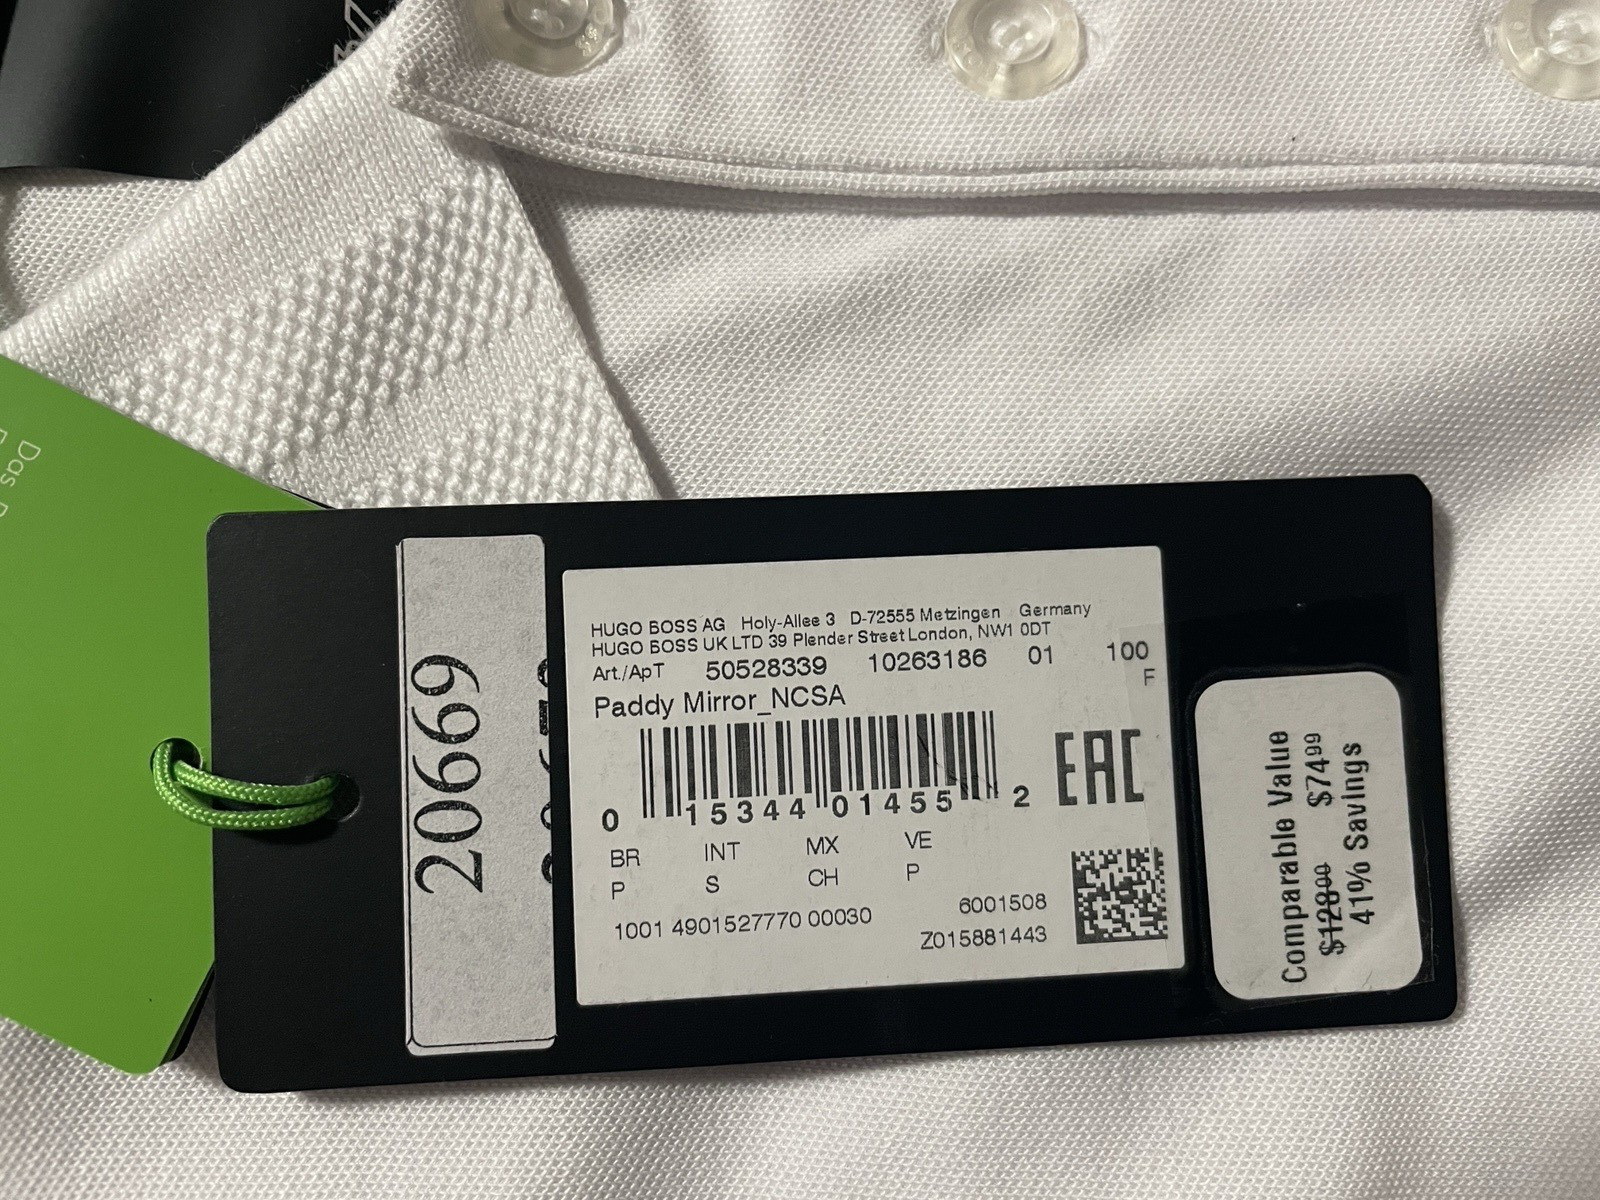 Das
20669
HUGO BOSS AG Holy-Allee 3 D-72555 Metzingen Germany
HUGO BOSS UK LTD 39 Plender Street London, NW1 0DT
Art./ApT 50528339 10263186 01 100
F
Paddy Mirror_NCSA
0 15344 01455 2
EAC
BR INT MX VE
P S CH P
1001 4901527770 00030 6001508
Z015881443
Comparable Value
$128.00 $74.99
41% Savings